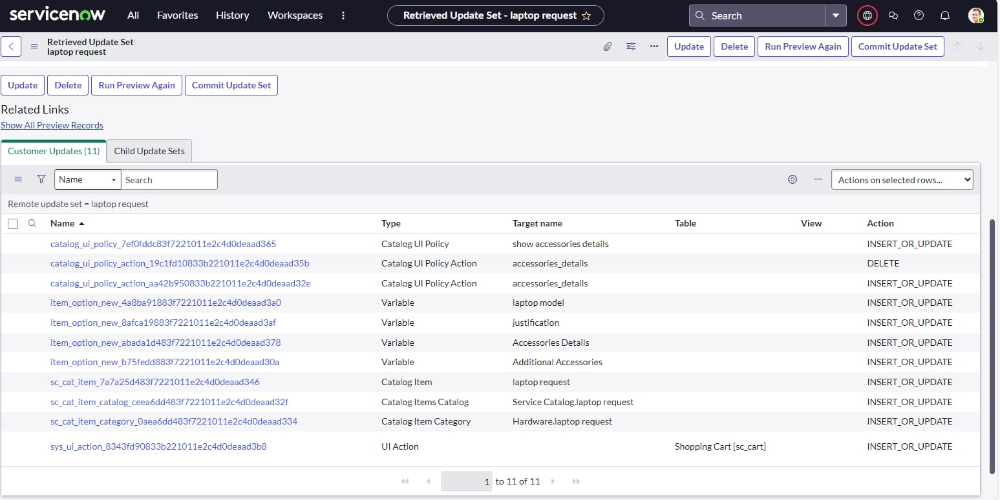 servicenow All Favorites History Workspaces Retrieved Update Set - laptop request Search
Retrieved Update Set
laptop request
Update Delete Run Preview Again Commit Update Set
Update Delete Run Preview Again Commit Update Set
Related Links
Show All Preview Records
Customer Updates (11) Child Update Sets
Name Search Actions on selected rows...
Remote update set = laptop request
Name Type Target name Table View Action
catalog_ui_policy_7ef0fddc83f7221011e2c4d0deaad365 Catalog UI Policy show accessories details INSERT_OR_UPDATE
catalog_ui_policy_action_19c1fd10833b221011e2c4d0deaad35b Catalog UI Policy Action accessories_details DELETE
catalog_ui_policy_action_aa42b950833b221011e2c4d0deaad32e Catalog UI Policy Action accessories_details INSERT_OR_UPDATE
item_option_new_4a8ba91883f7221011e2c4d0deaad3a0 Variable laptop model INSERT_OR_UPDATE
item_option_new_8afca19883f7221011e2c4d0deaad3af Variable justification INSERT_OR_UPDATE
item_option_new_abada1d483f7221011e2c4d0deaad378 Variable Accessories Details INSERT_OR_UPDATE
item_option_new_b75fedd883f7221011e2c4d0deaad30a Variable Additional Accessories INSERT_OR_UPDATE
sc_cat_item_7a7a25d483f7221011e2c4d0deaad346 Catalog Item laptop request INSERT_OR_UPDATE
sc_cat_item_catalog_ceea6dd483f7221011e2c4d0deaad32f Catalog Items Catalog Service Catalog.laptop request INSERT_OR_UPDATE
sc_cat_item_category_0aea6dd483f7221011e2c4d0deaad334 Catalog Item Category Hardware.laptop request INSERT_OR_UPDATE
sys_ui_action_8343fd90833b221011e2c4d0deaad3b8 UI Action Shopping Cart [sc_cart] INSERT_OR_UPDATE
1 to 11 of 11